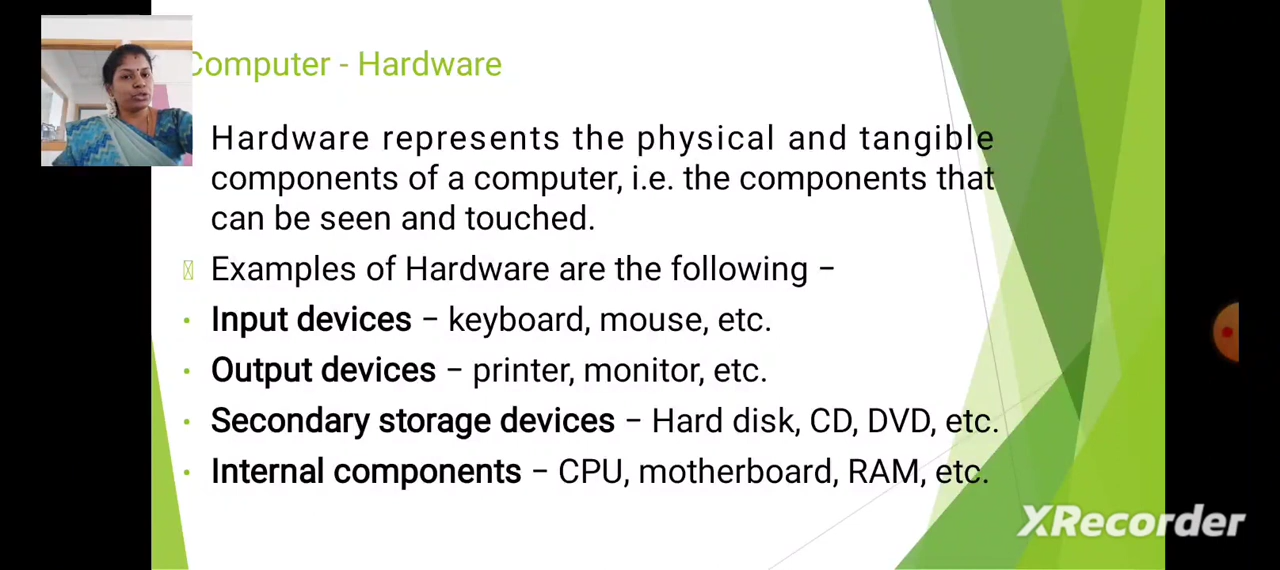 Computer - Hardware
Hardware represents the physical and tangible
components of a computer, i.e. the components that
can be seen and touched.
Examples of Hardware are the following −
• Input devices − keyboard, mouse, etc.
• Output devices − printer, monitor, etc.
• Secondary storage devices − Hard disk, CD, DVD, etc.
• Internal components − CPU, motherboard, RAM, etc.
XRecorder